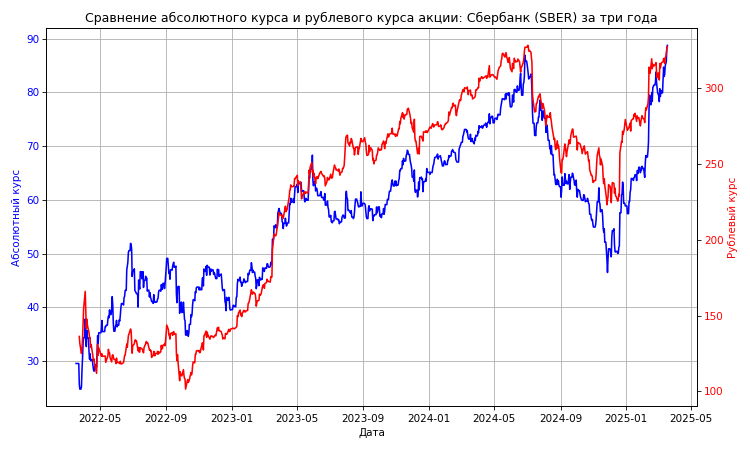 Сравнение абсолютного курса и рублевого курса акции: Сбербанк (SBER) за три года
90
80
70
60
50
40
30
Абсолютный курс
300
250
200
150
100
Рублевый курс
2022-05 2022-09 2023-01 2023-05 2023-09 2024-01 2024-05 2024-09 2025-01 2025-05
Дата